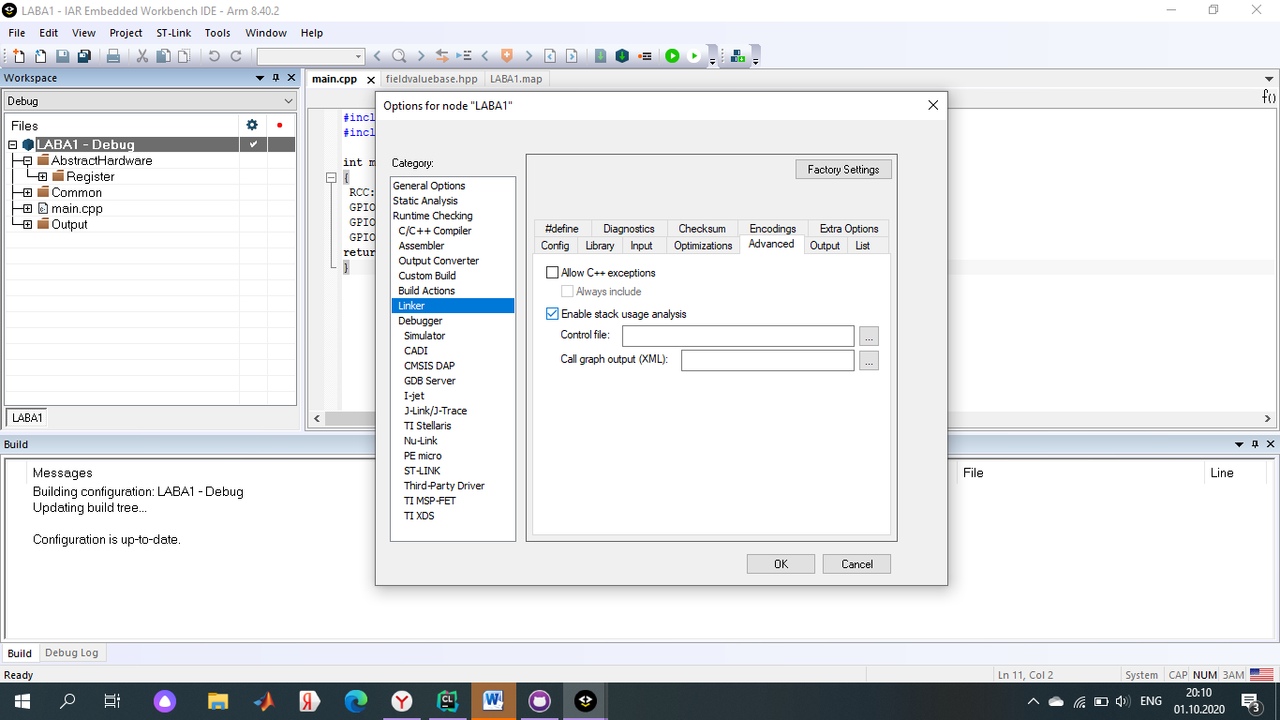 LABA1 - IAR Embedded Workbench IDE - Arm 8.40.2
File Edit View Project ST-Link Tools Window Help
Workspace
main.cpp fieldvaluebase.hpp LABA1.map
Debug
f()
Files
LABA1 - Debug
AbstractHardware
Register
Common
main.cpp
Output
LABA1
#incl
#incl
int m
{
RCC:
GPIO
GPIO
GPIO
retur
}
Options for node "LABA1"
Category:
General Options
Static Analysis
Runtime Checking
C/C++ Compiler
Assembler
Output Converter
Custom Build
Build Actions
Linker
Debugger
Simulator
CADI
CMSIS DAP
GDB Server
I-jet
J-Link/J-Trace
TI Stellaris
Nu-Link
PE micro
ST-LINK
Third-Party Driver
TI MSP-FET
TI XDS
Factory Settings
#define Diagnostics Checksum Encodings Extra Options
Config Library Input Optimizations Advanced Output List
Allow C++ exceptions
Always include
Enable stack usage analysis
Control file: ...
Call graph output (XML): ...
OK Cancel
Build
Messages File Line
Building configuration: LABA1 - Debug
Updating build tree...
Configuration is up-to-date.
Build Debug Log
Ready Ln 11, Col 2 System CAP NUM 3AM
ENG
20:10
01.10.2020
3